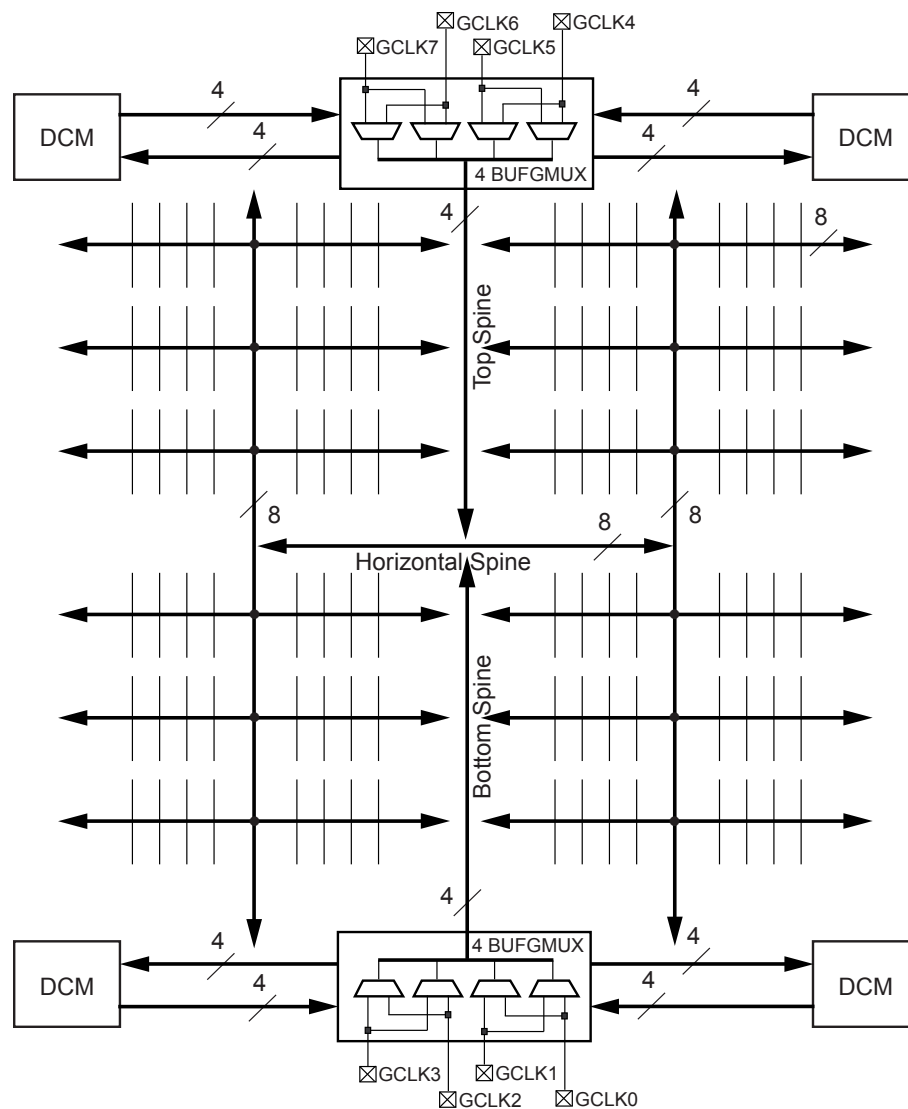 GCLK6
GCLK4
GCLK7
GCLK5
4
4
DCM
DCM
4
4
4 BUFGMUX
4
8
Top Spine
8
8
8
Horizontal Spine
Bottom Spine
4
4 BUFGMUX
4
4
DCM
DCM
4
4
GCLK3
GCLK1
GCLK2
GCLK0